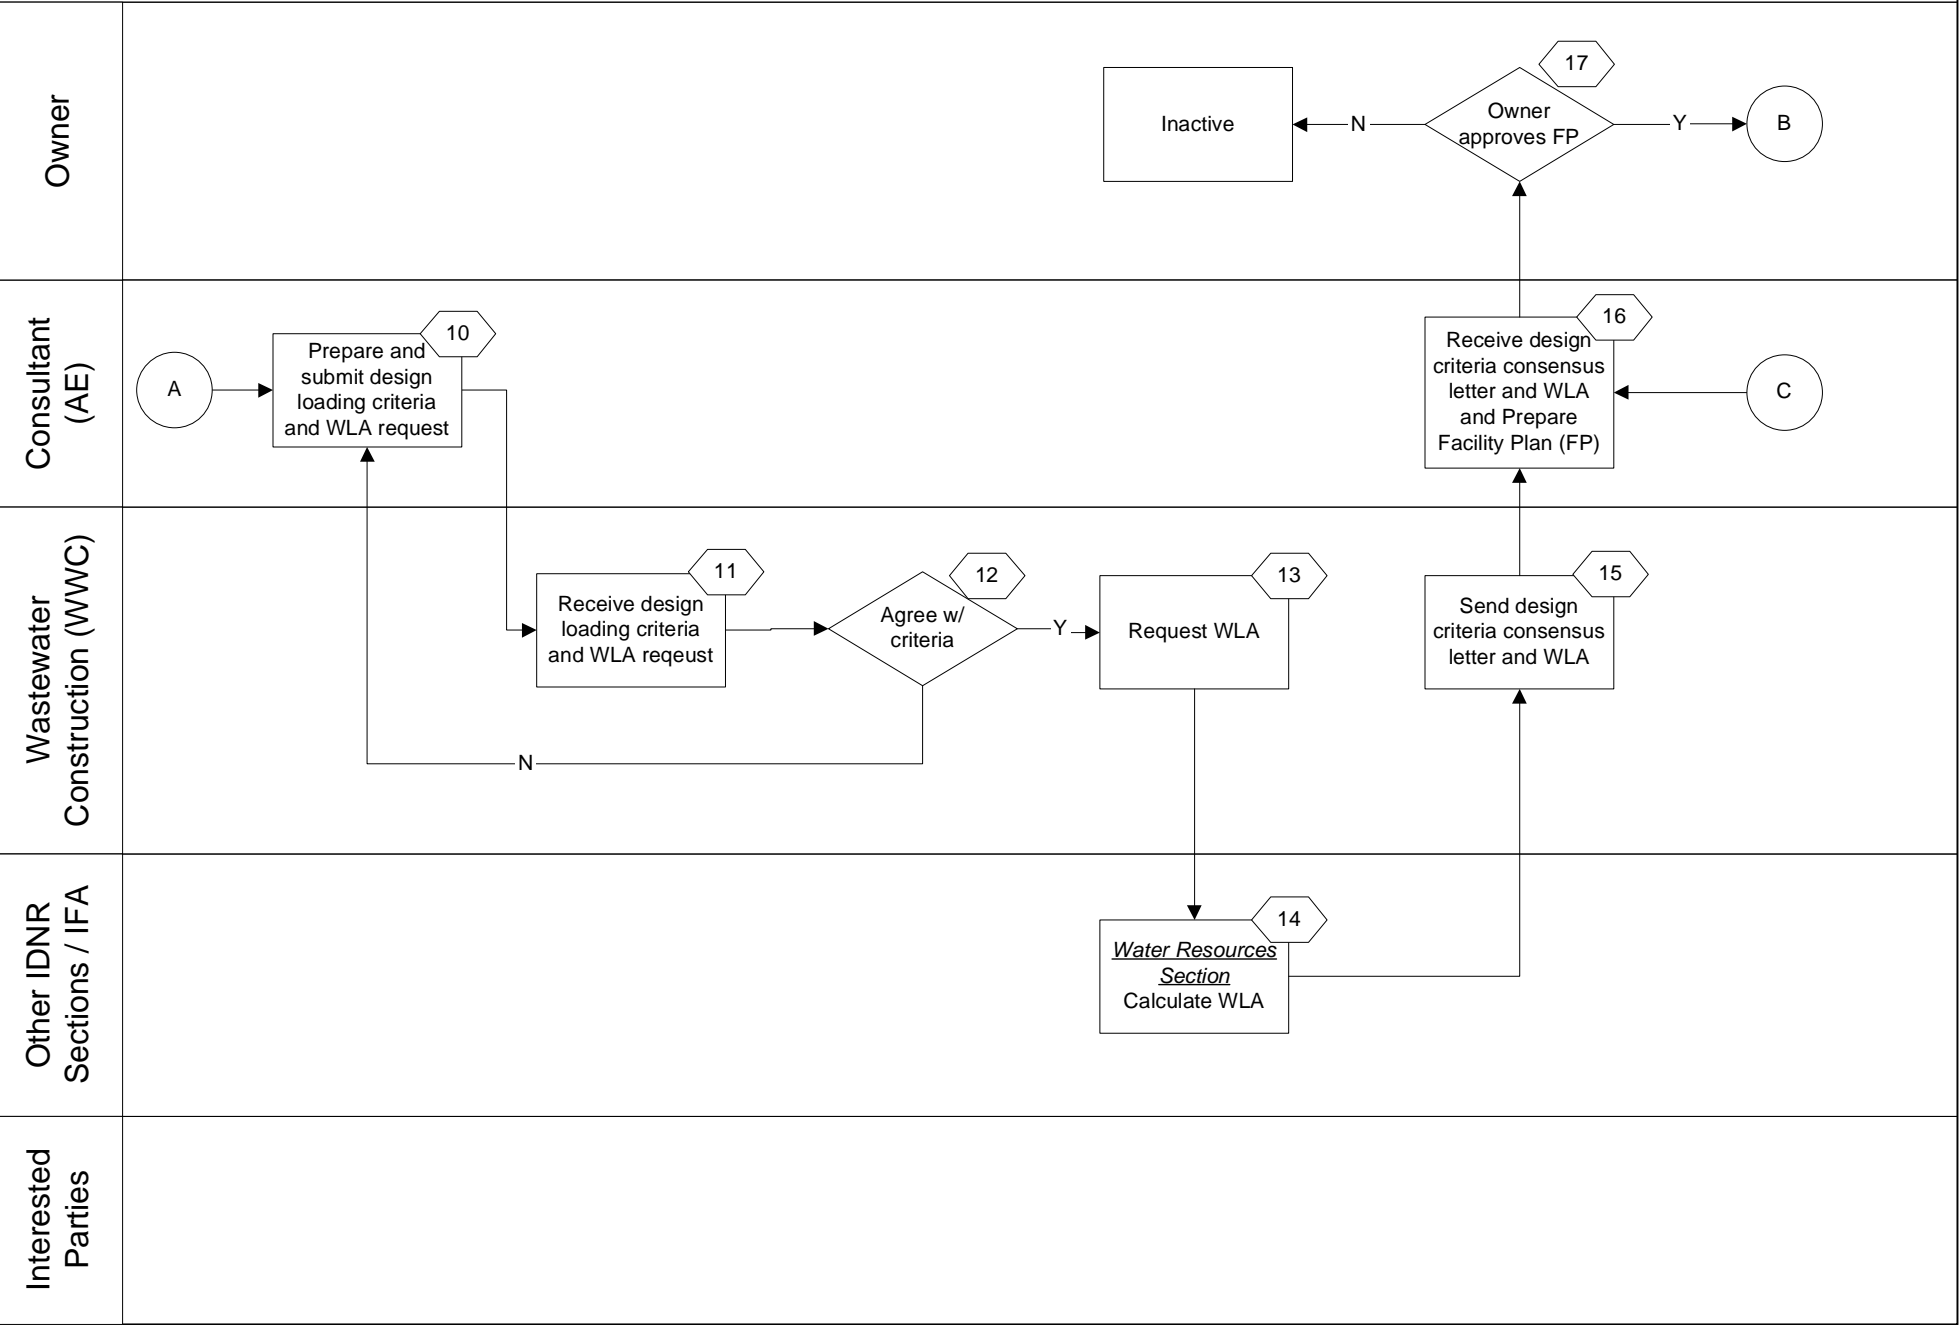 Owner
Inactive
N
Owner
approves FP
17
Y
B
Consultant
(AE)
A
10
Prepare and
submit design
loading criteria
and WLA request
16
Receive design
criteria consensus
letter and WLA
and Prepare
Facility Plan (FP)
C
Wastewater
Construction (WWC)
11
Receive design
loading criteria
and WLA reqeust
12
Agree w/
criteria
Y
N
13
Request WLA
15
Send design
criteria consensus
letter and WLA
Other IDNR
Sections / IFA
14
Water Resources
Section
Calculate WLA
Interested
Parties